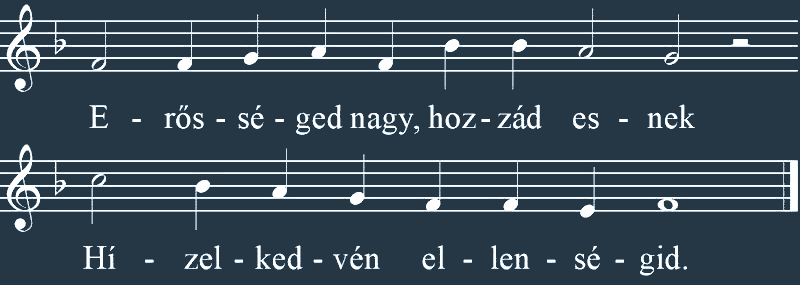 E - rős - sé - ged nagy, hoz - zád es - nek
Hí - zel - ked - vén el - len - sé - gid.